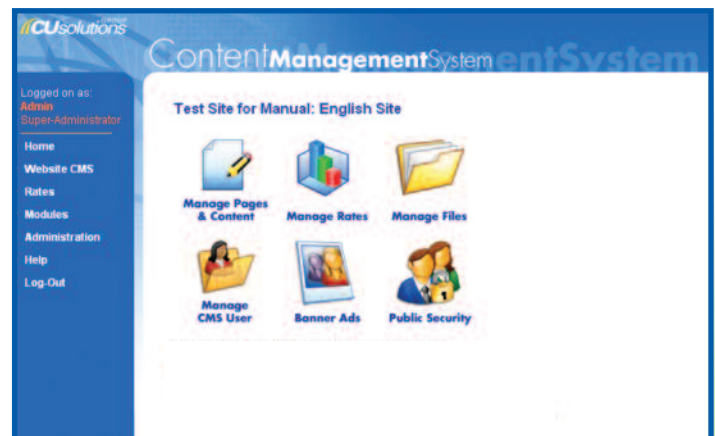 CUsolutions
ContentManagementSystem
entSystem
Logged on as:
Admin
Super-Administrator
Home
Website CMS
Rates
Modules
Administration
Help
Log-Out
Test Site for Manual: English Site
Manage Pages
& Content
Manage Rates
Manage Files
Manage
CMS User
Banner Ads
Public Security